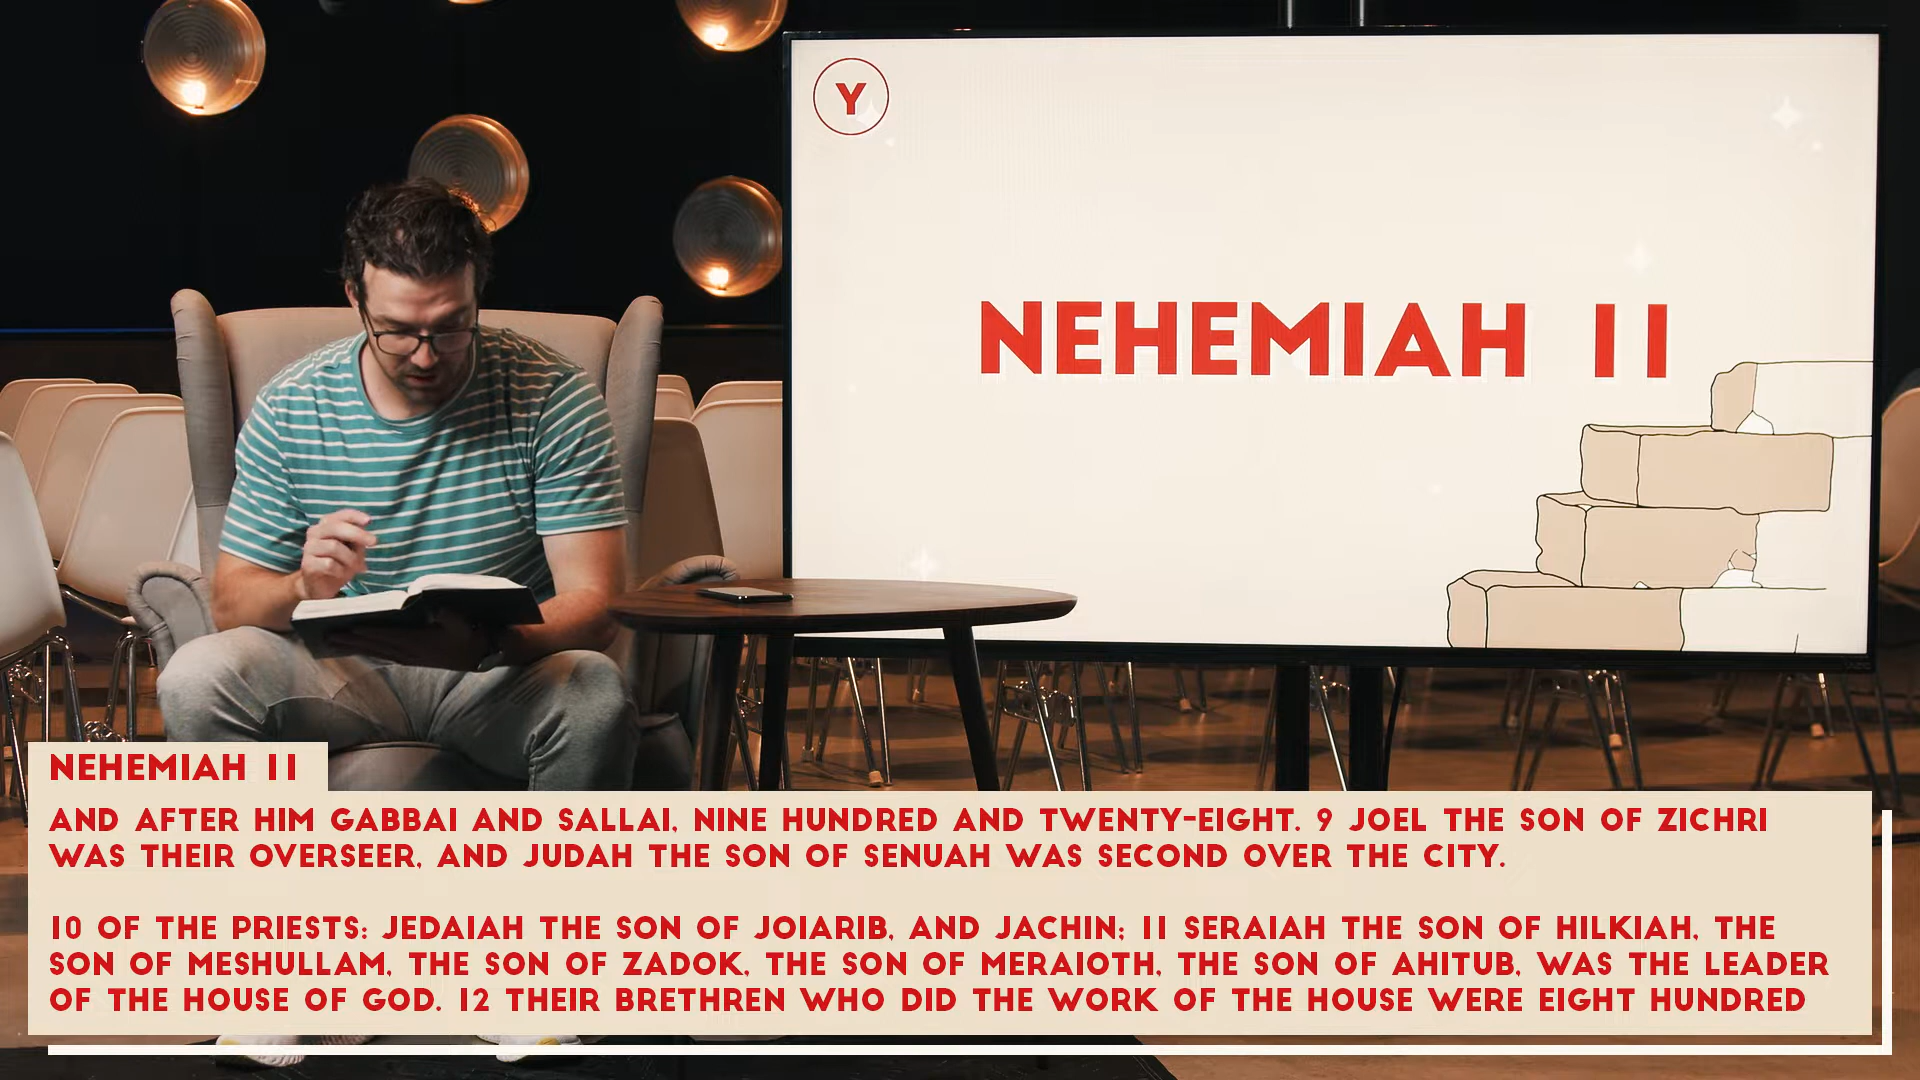 Y
NEHEMIAH 11
NEHEMIAH 11
AND AFTER HIM GABBAI AND SALLAI, NINE HUNDRED AND TWENTY-EIGHT. 9 JOEL THE SON OF ZICHRI
WAS THEIR OVERSEER, AND JUDAH THE SON OF SENUAH WAS SECOND OVER THE CITY.
10 OF THE PRIESTS: JEDAIAH THE SON OF JOIARIB, AND JACHIN; 11 SERAIAH THE SON OF HILKIAH, THE
SON OF MESHULLAM, THE SON OF ZADOK, THE SON OF MERAIOTH, THE SON OF AHITUB, WAS THE LEADER
OF THE HOUSE OF GOD. 12 THEIR BRETHREN WHO DID THE WORK OF THE HOUSE WERE EIGHT HUNDRED